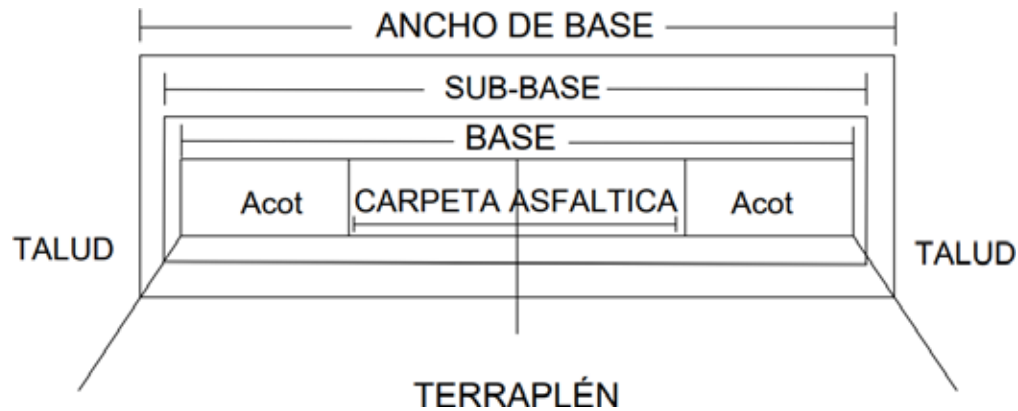 ANCHO DE BASE
SUB-BASE
BASE
Acot
CARPETA ASFALTICA
Acot
TALUD
TALUD
TERRAPLÉN